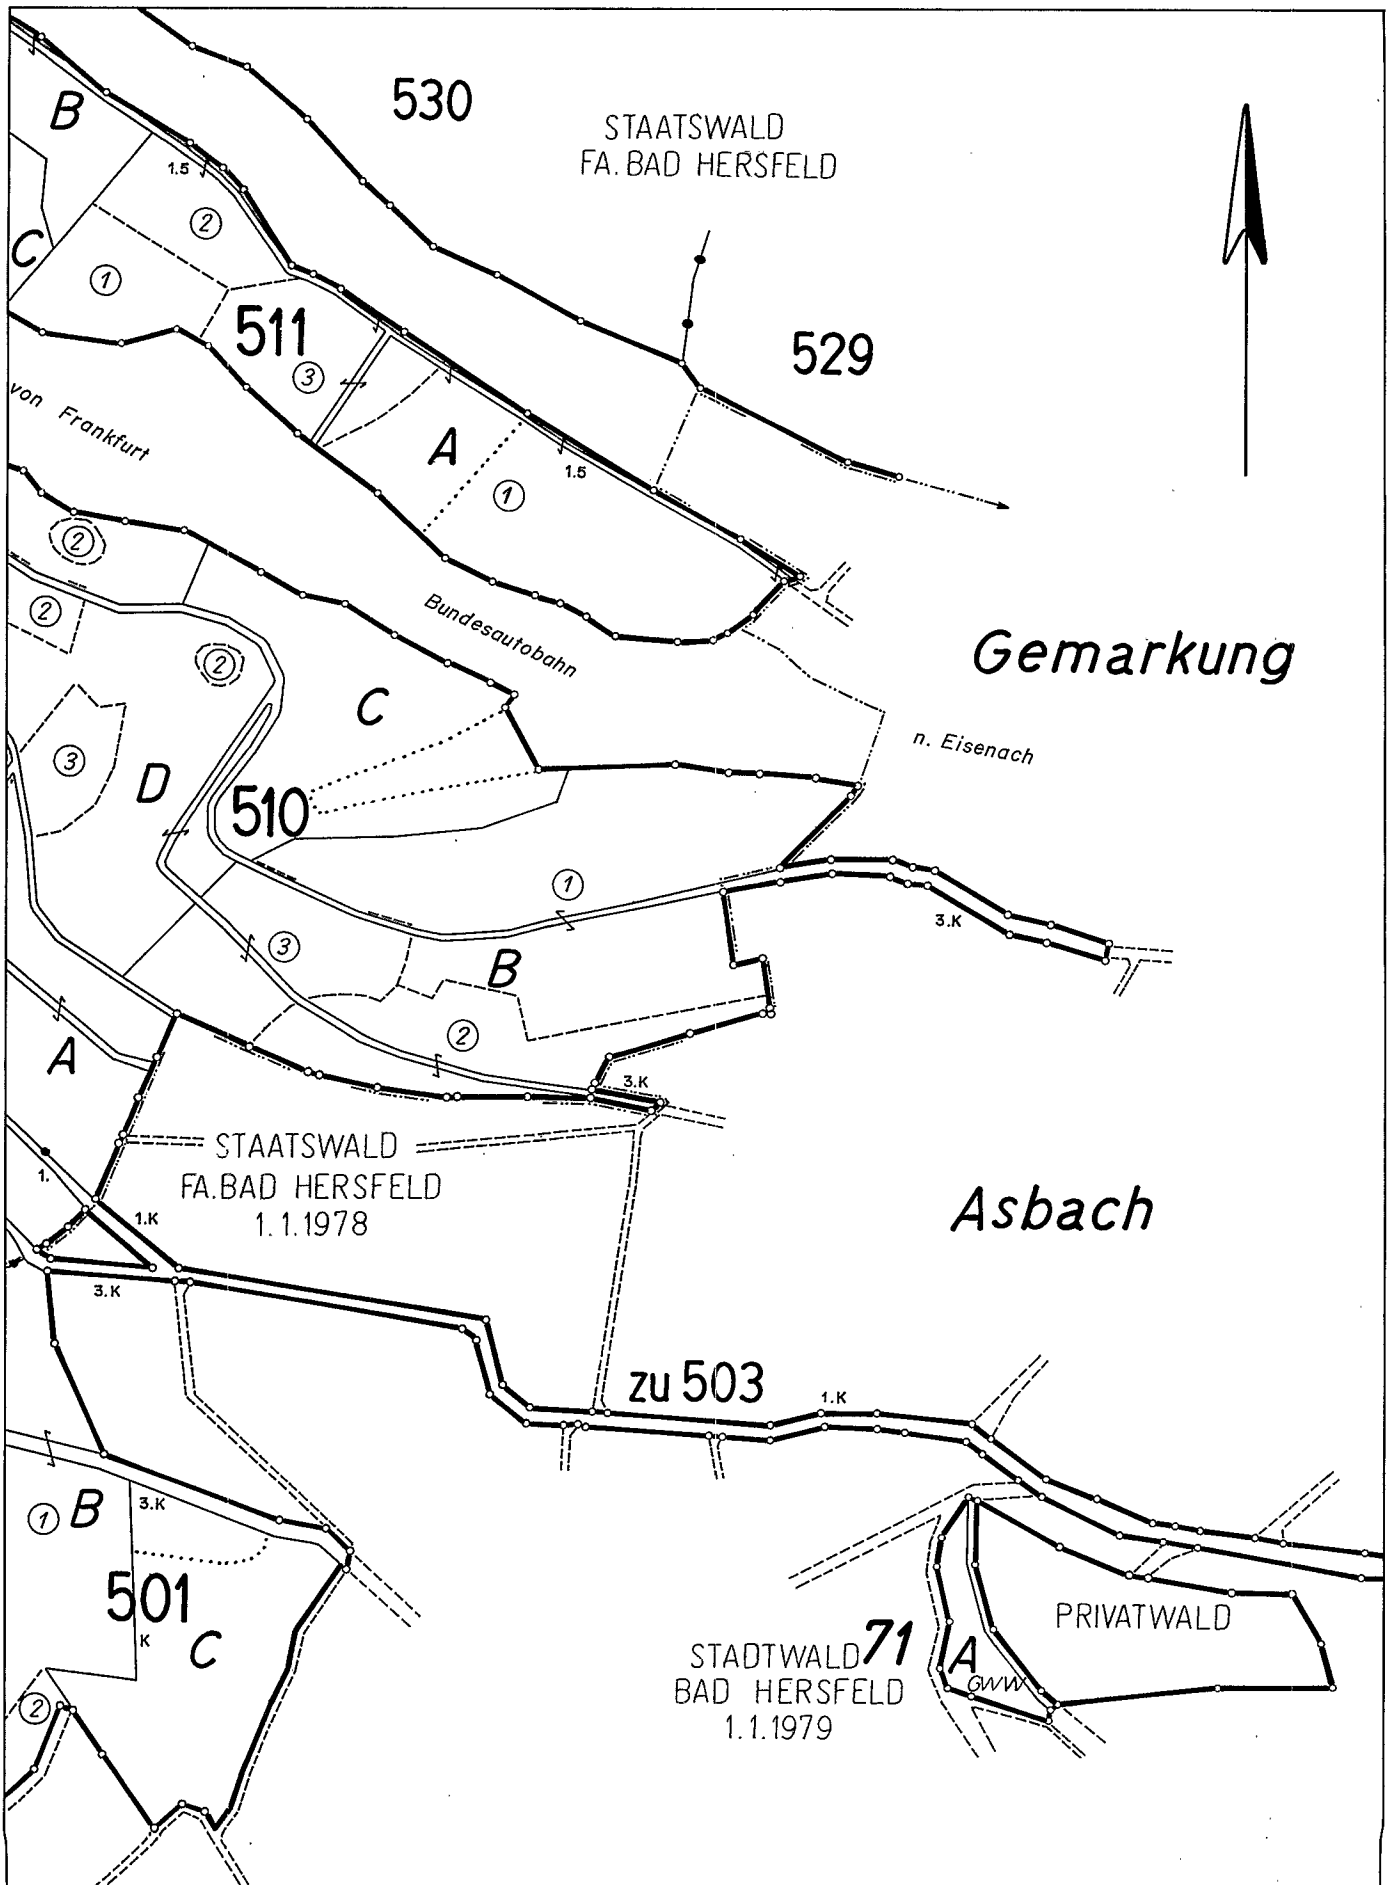 530
STAATSWALD
FA. BAD HERSFELD
B
1.5
2
C
1
511
3
529
von Frankfurt
A
1.5
1
2
2
Bundesautobahn
Gemarkung
2
C
n. Eisenach
3
D
510
1
3.K
3
B
2
A
3.K
STAATSWALD
FA. BAD HERSFELD
1.1.1978
1.
1.K
Asbach
3.K
zu 503
1.K
3.K
1
B
501
K
C
2
PRIVATWALD
STADTWALD 71
BAD HERSFELD
1.1.1979
A
GWW